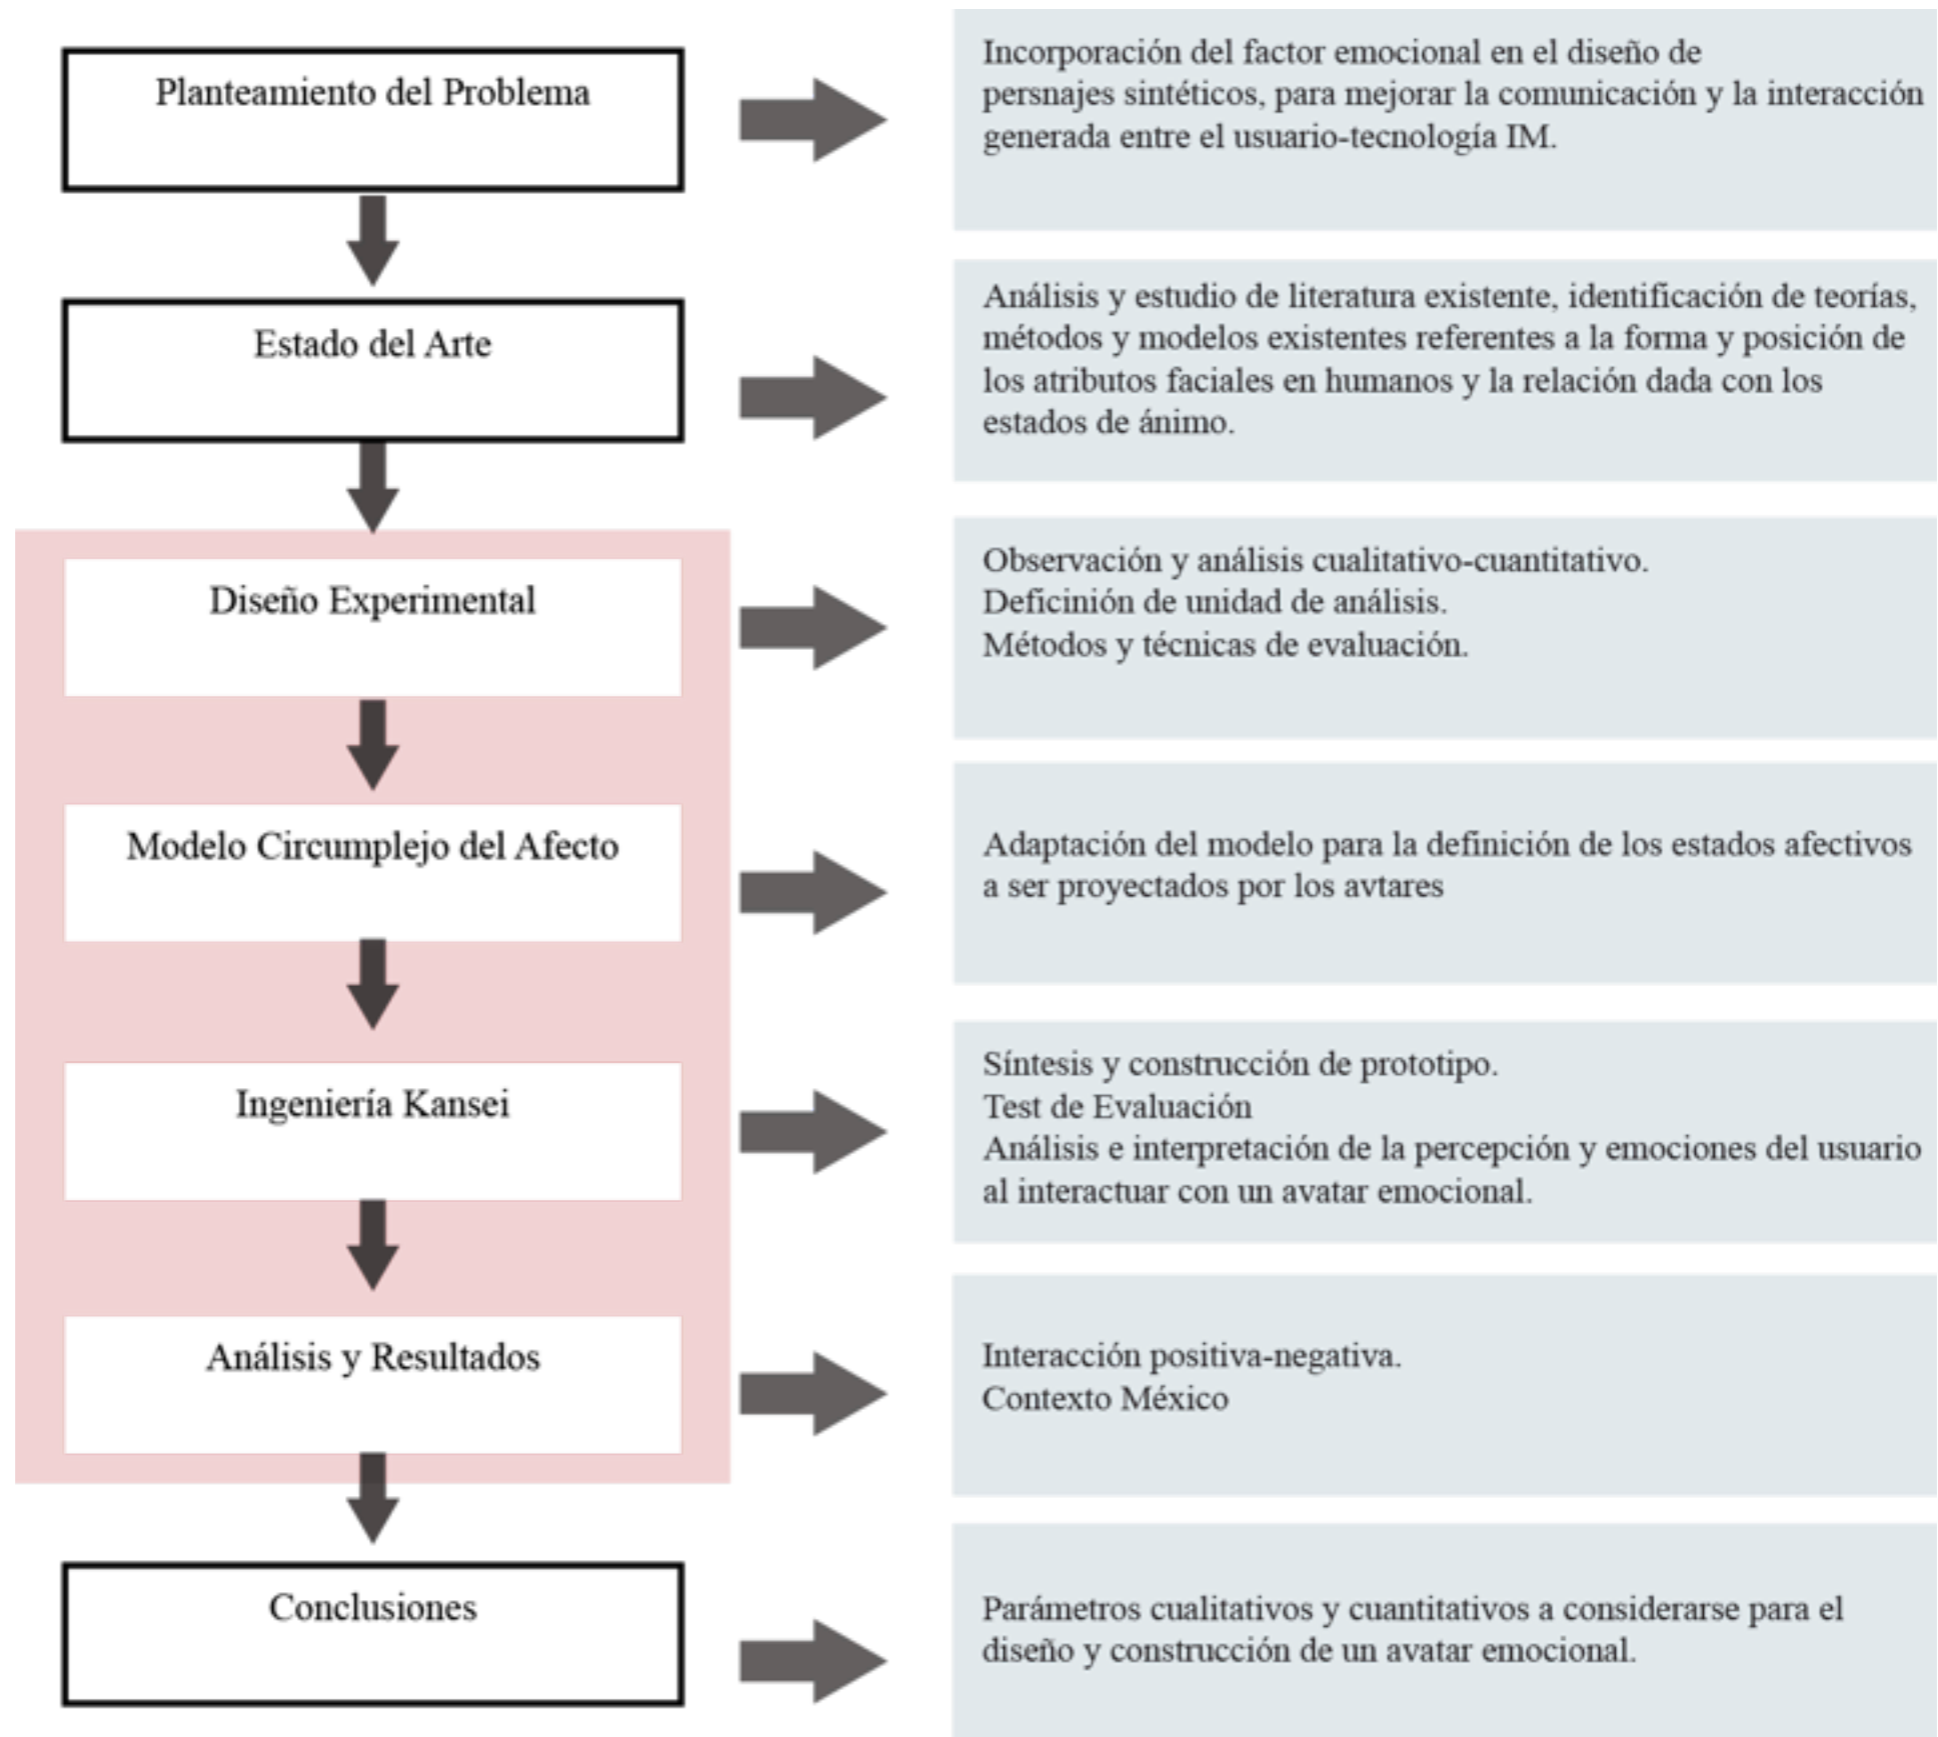 Planteamiento del Problema
Incorporación del factor emocional en el diseño de
persnajes sintéticos, para mejorar la comunicación y la interacción
generada entre el usuario-tecnología IM.
Estado del Arte
Análisis y estudio de literatura existente, identificación de teorías,
métodos y modelos existentes referentes a la forma y posición de
los atributos faciales en humanos y la relación dada con los
estados de ánimo.
Diseño Experimental
Observación y análisis cualitativo-cuantitativo.
Deficinión de unidad de análisis.
Métodos y técnicas de evaluación.
Modelo Circumplejo del Afecto
Adaptación del modelo para la definición de los estados afectivos
a ser proyectados por los avtares
Ingeniería Kansei
Síntesis y construcción de prototipo.
Test de Evaluación
Análisis e interpretación de la percepción y emociones del usuario
al interactuar con un avatar emocional.
Análisis y Resultados
Interacción positiva-negativa.
Contexto México
Conclusiones
Parámetros cualitativos y cuantitativos a considerarse para el
diseño y construcción de un avatar emocional.